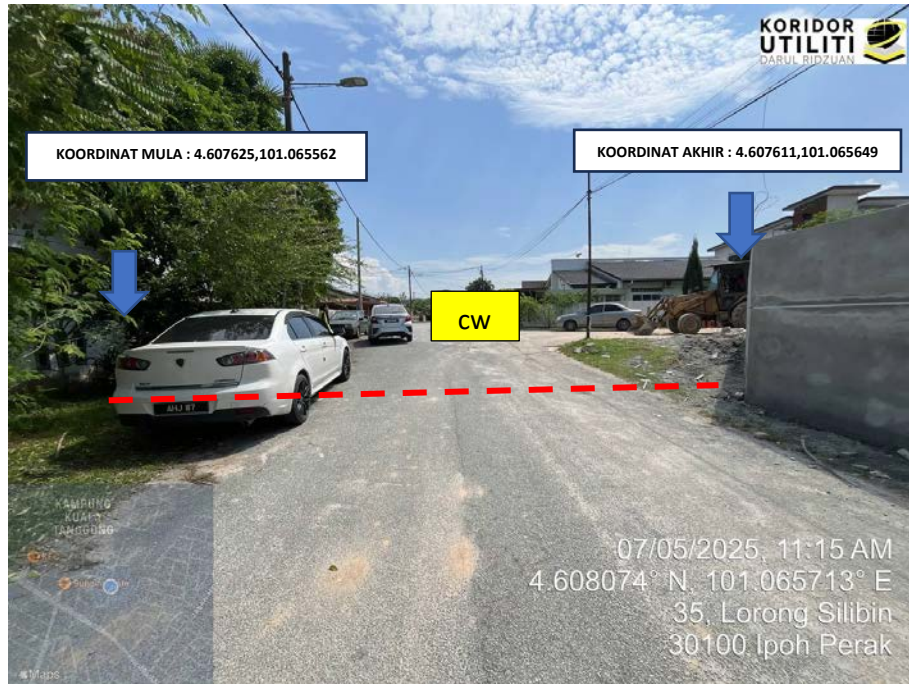 KORIDOR
UTILITI
DARUL RIDZUAN
KOORDINAT MULA : 4.607625,101.065562
KOORDINAT AKHIR : 4.607611,101.065649
CW
KAMPUNG
KUALA
TANGGONG
07/05/2025, 11:15 AM
4.608074° N, 101.065713° E
35, Lorong Silibin
30100 Ipoh Perak
Maps